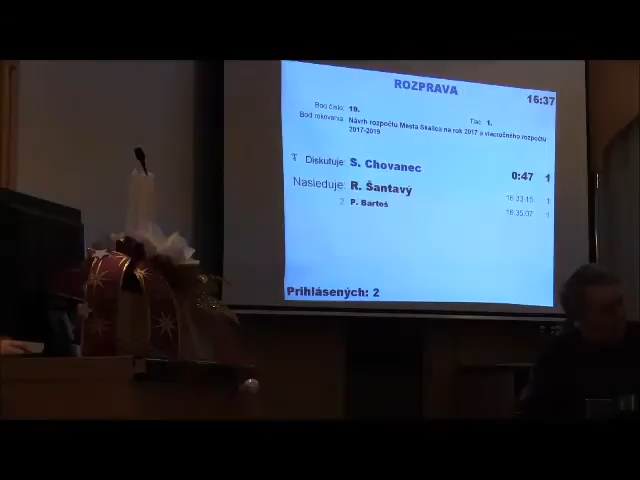 ROZPRAVA 16:37
Bod číslo: 19. Tlač: 1.
Bod rokovania: Návrh rozpočtu Mesta Skalica na rok 2017 a viacročného rozpočtu
2017-2019
Diskutuje: S. Chovanec 0:47 1
Nasleduje: R. Šantavý 16:33:15 1
2 P. Bartoš 16:35:07 1
Prihlásených: 2